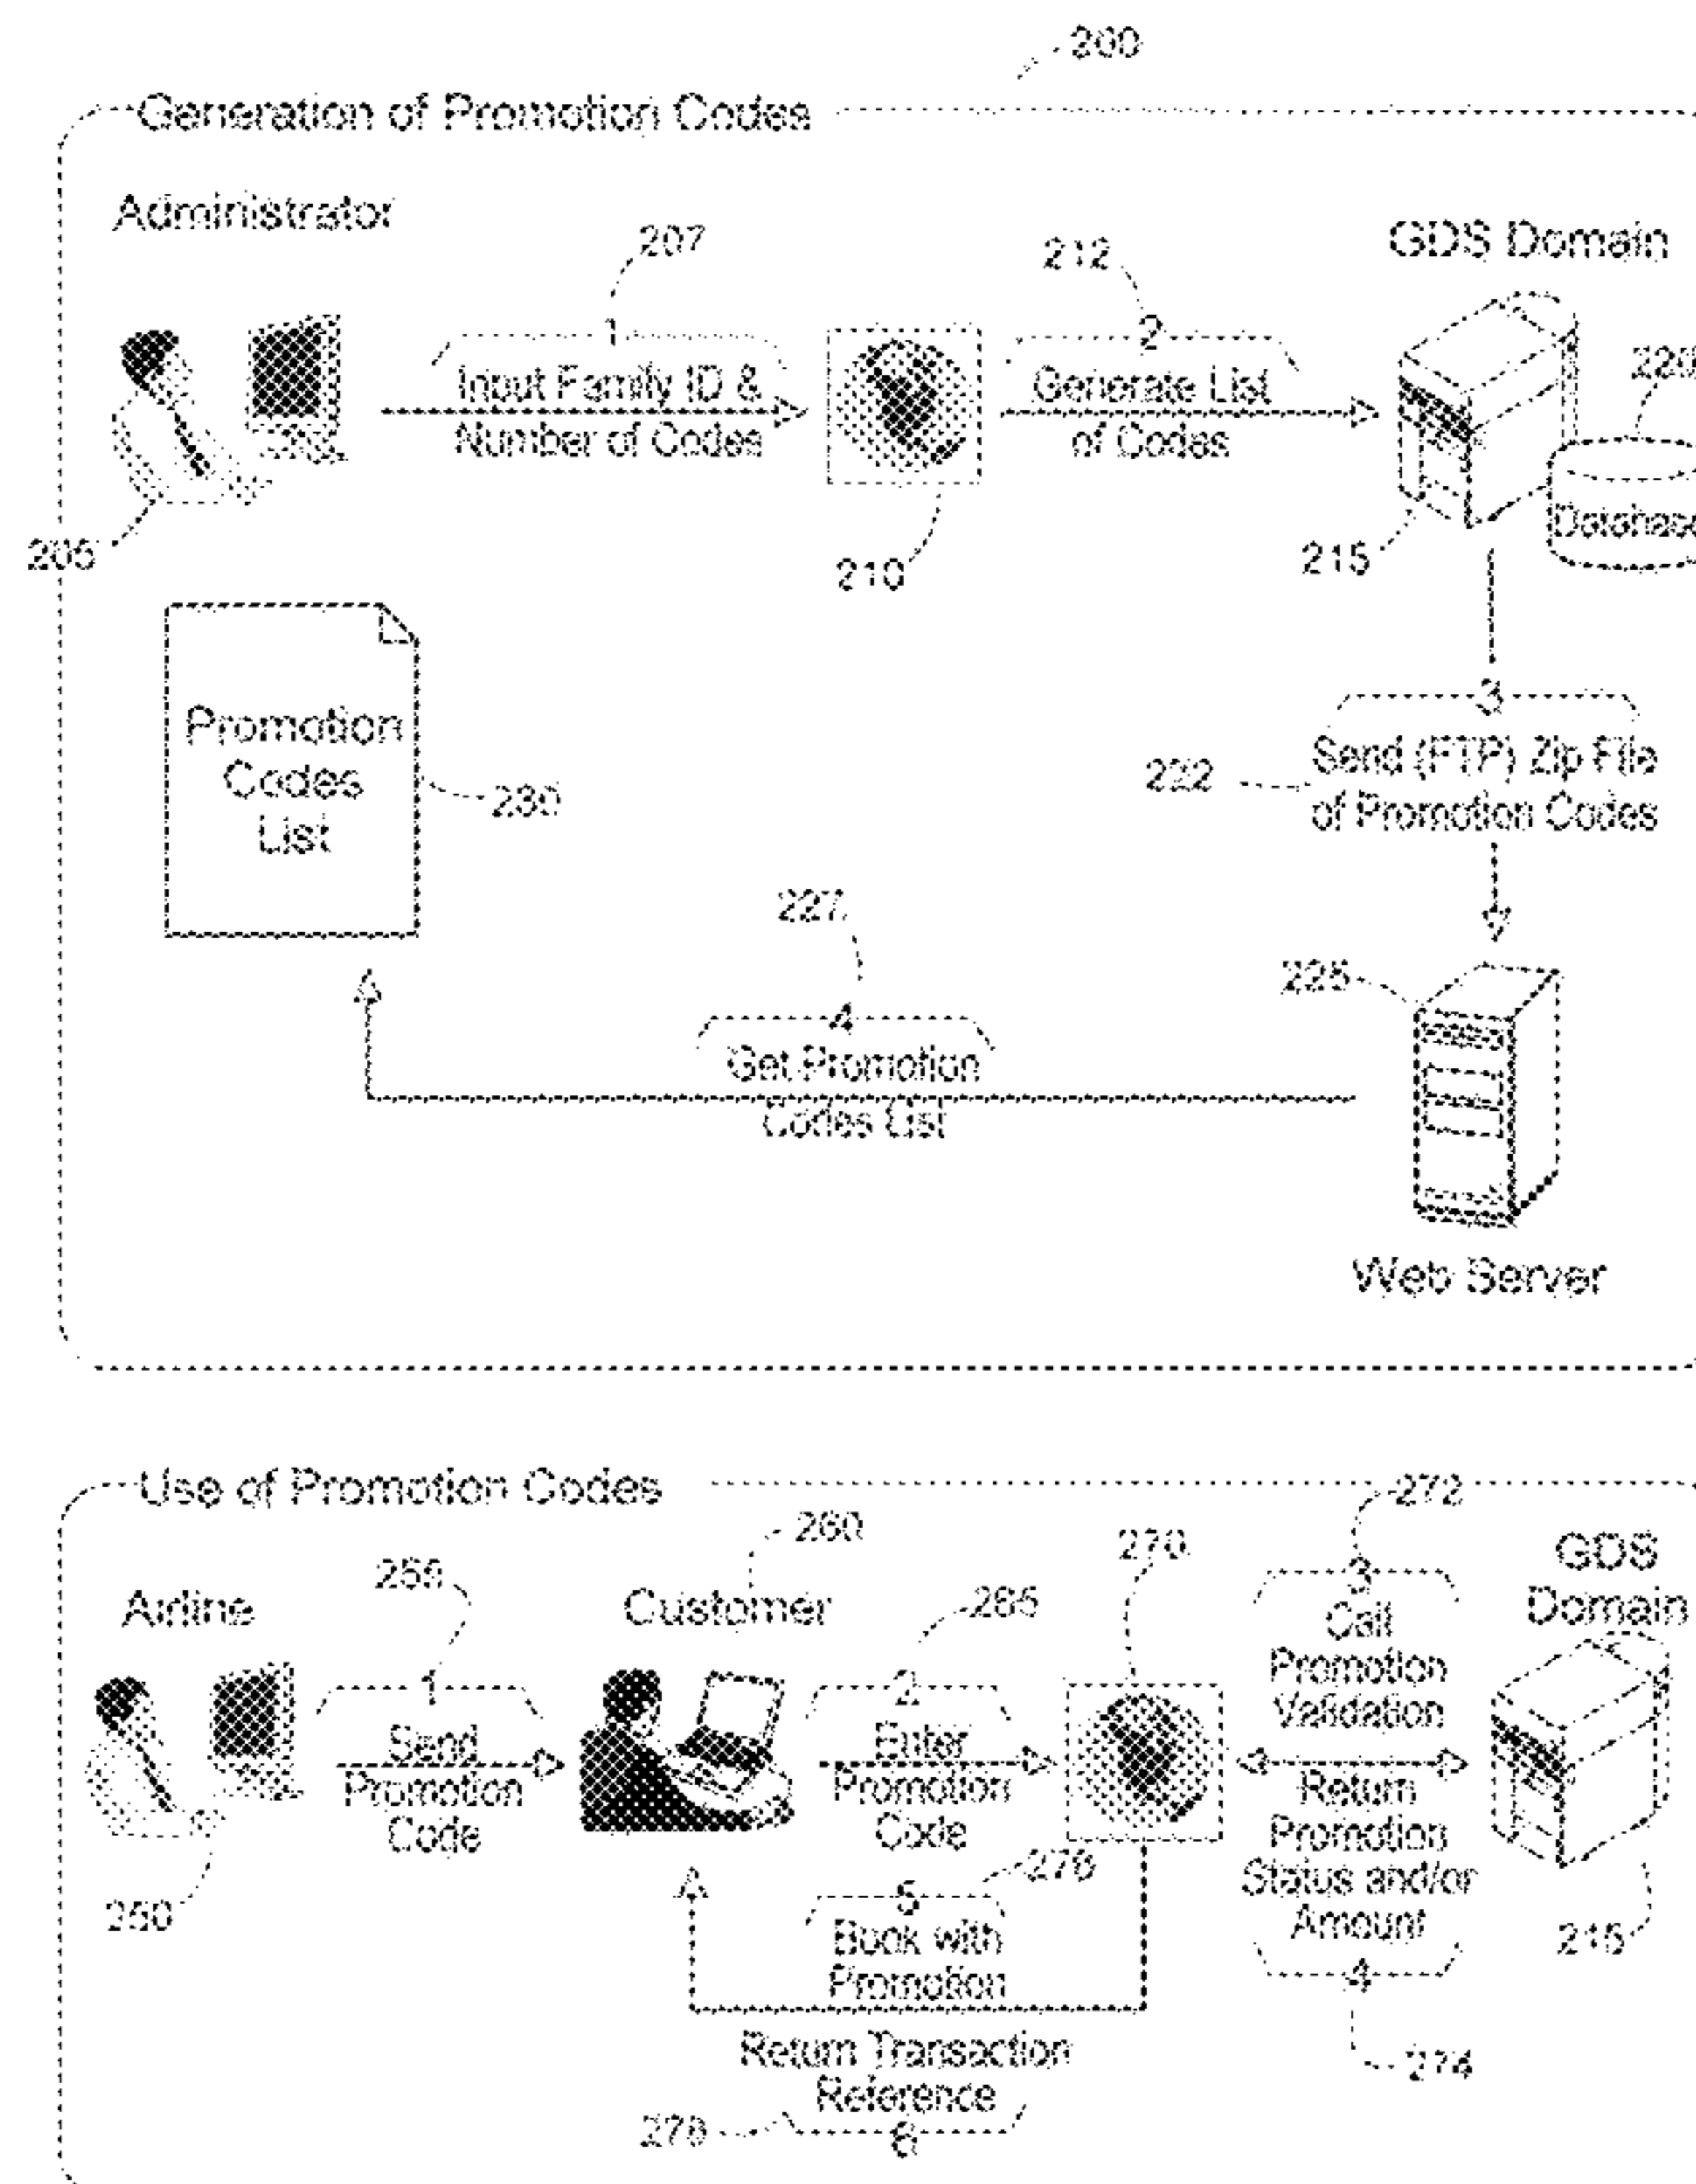 200
Generation of Promotion Codes
Administrator
207
212
GDS Domain
1
Input Family ID &
Number of Codes
2
Generate List
of Codes
Database
205
210
215
Promotion
Codes
List
230
3
Send (FTP) Zip File
of Promotion Codes
222
227
225
4
Get Promotion
Codes List
Web Server
Use of Promotion Codes
272
260
270
GDS
Domain
Airline
Customer
1
Send
Promotion
Code
2
Enter
Promotion
Code
3
Call
Promotion
Validation
Return
Promotion
Status and/or
Amount
4
250
276
215
5
Book with
Promotion
274
Return Transaction
Reference
6